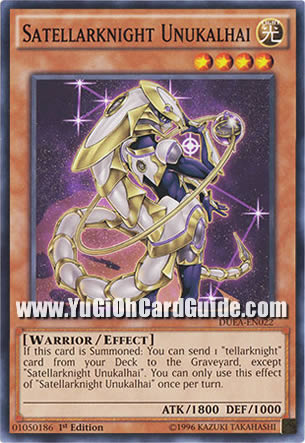 SATELLARKNIGHT UNUKALHAI
光
www.YuGiOhCardGuide.com
DUEA-EN022
[WARRIOR/EFFECT]
If this card is Summoned: You can send 1 "tellarknight"
card from your Deck to the Graveyard, except
"Satellarknight Unukalhai". You can only use this effect
of "Satellarknight Unukalhai" once per turn.
ATK/1800 DEF/1000
01050186 1st Edition ©1996 KAZUKI TAKAHASHI